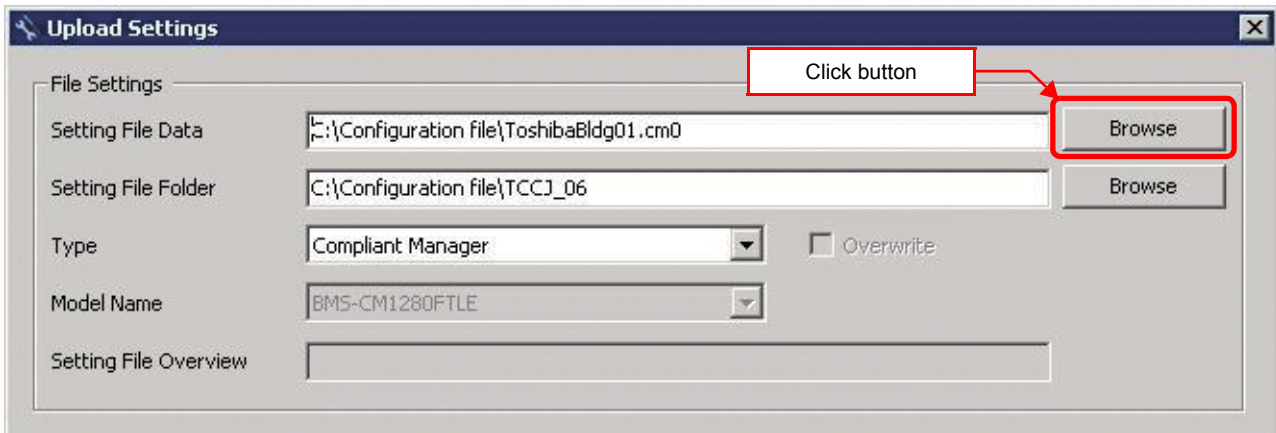 Upload Settings
Click button
File Settings
Setting File Data C:\Configuration file\ToshibaBldg01.cm0 Browse
Setting File Folder C:\Configuration file\TCCJ_06 Browse
Type Compliant Manager Overwrite
Model Name BMS-CM1280FTLE
Setting File Overview